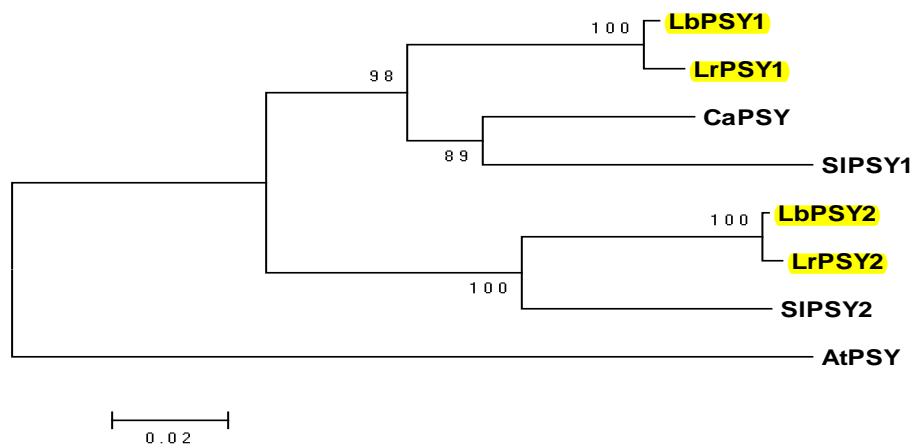 100
LbPSY1
LrPSY1
98
CaPSY
89
SlPSY1
100
LbPSY2
LrPSY2
100
SlPSY2
AtPSY
0.02